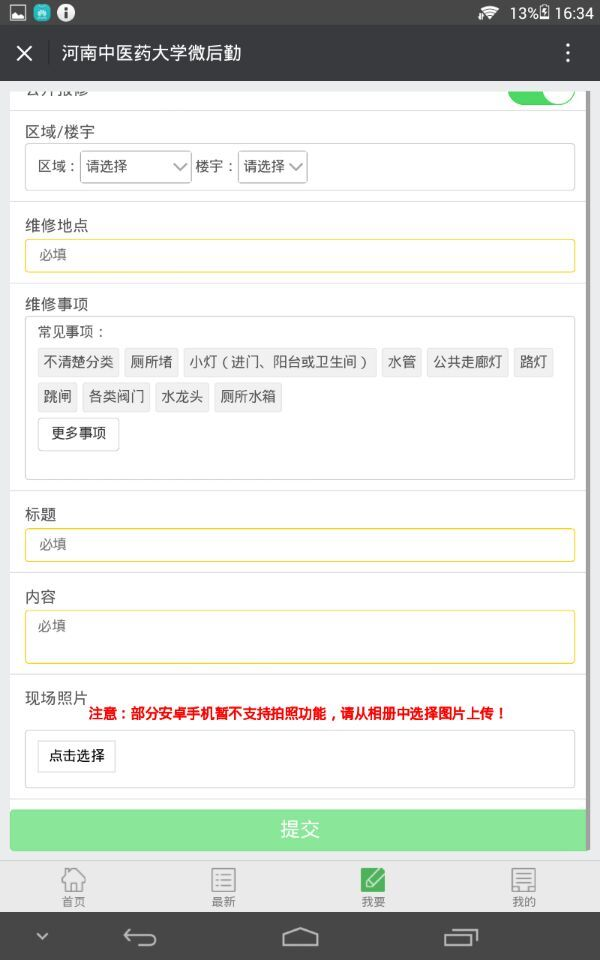 13% 16:34
河南中医药大学微后勤
区域/楼宇
区域：请选择 楼宇：请选择
维修地点
必填
维修事项
常见事项：
不清楚分类 厕所堵 小灯（进门、阳台或卫生间） 水管 公共走廊灯 路灯
跳闸 各类阀门 水龙头 厕所水箱
更多事项
标题
必填
内容
必填
现场照片
注意：部分安卓手机暂不支持拍照功能，请从相册中选择图片上传！
点击选择
提交
首页 最新 我要 我的